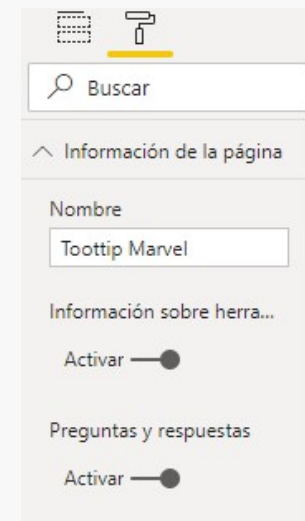 Buscar
Información de la página
Nombre
Toottip Marvel
Información sobre herra...
Activar
Preguntas y respuestas
Activar